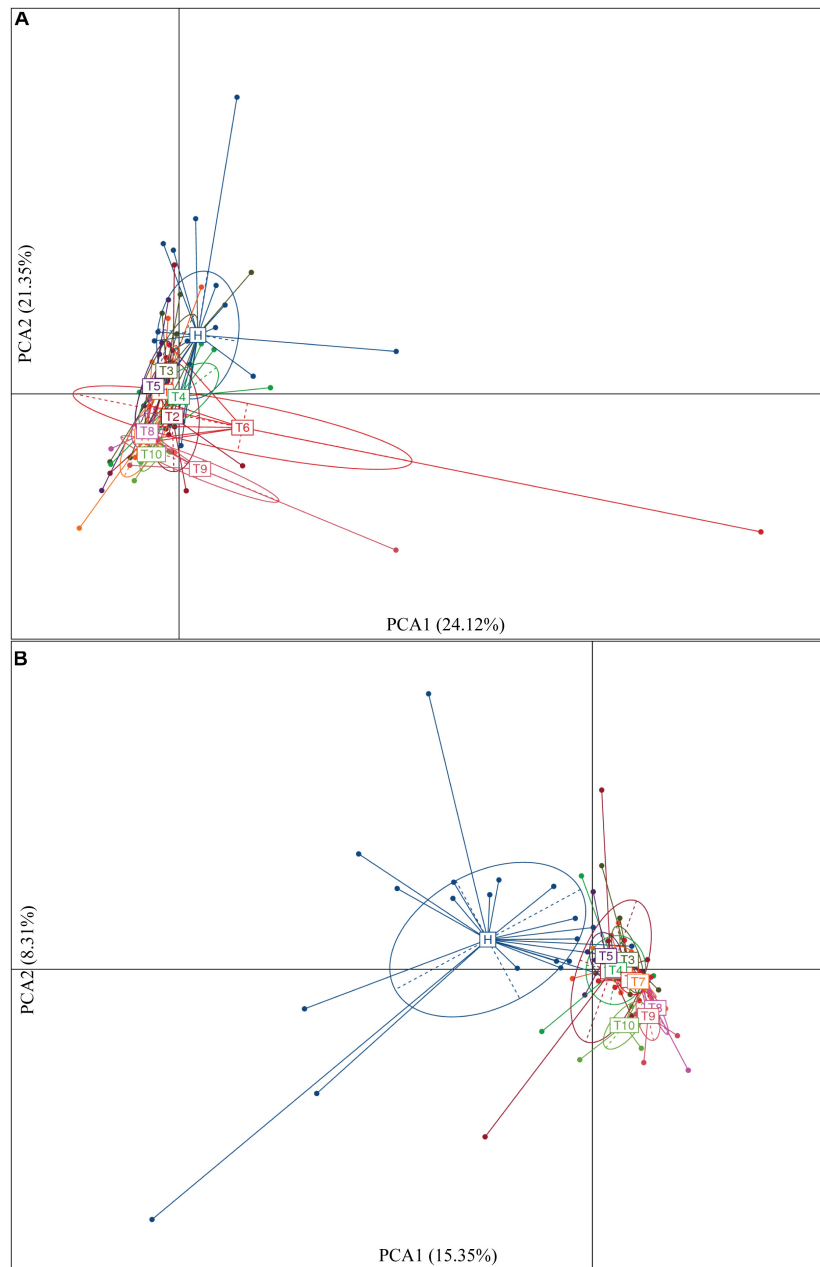 A
PCA2 (21.35%)
H
T3
T5
T4
T2
T6
T8
T10
T9
PCA1 (24.12%)
B
PCA2 (8.31%)
H
T5
T3
T4
T7
T8
T9
T10
PCA1 (15.35%)